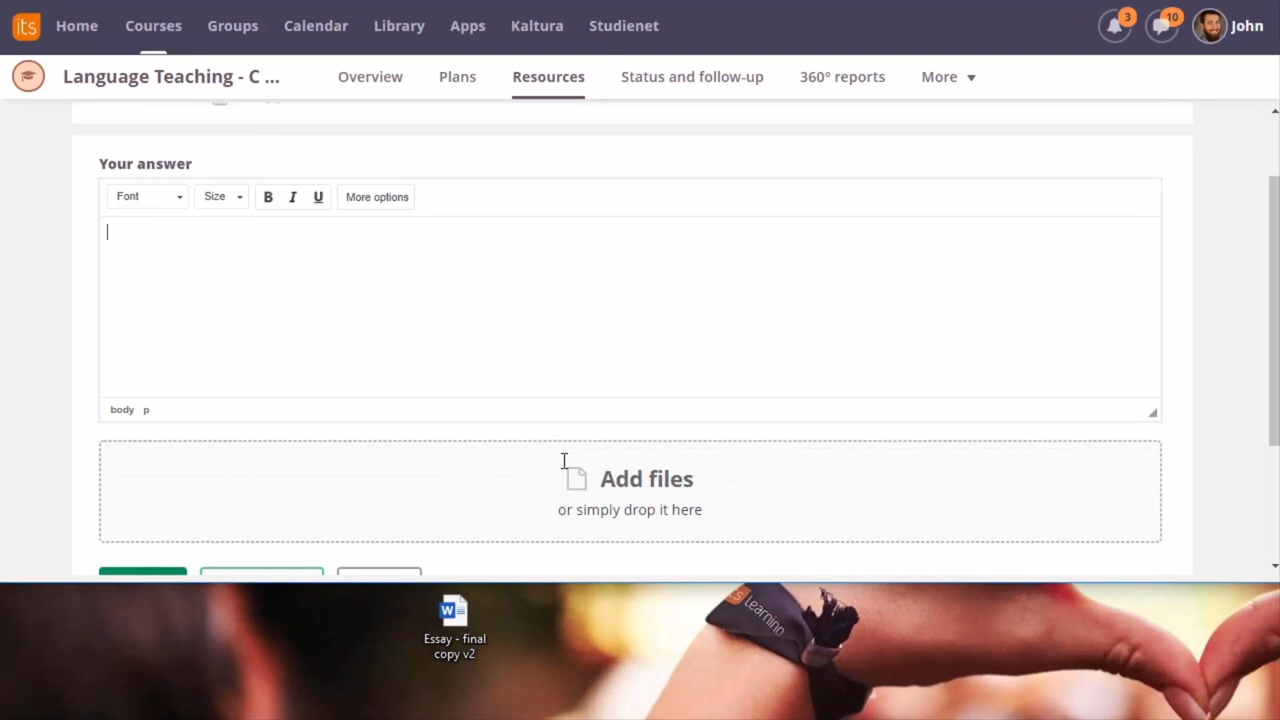 its Home Courses Groups Calendar Library Apps Kaltura Studienet 3 10 John
Language Teaching - C ... Overview Plans Resources Status and follow-up 360° reports More
Your answer
Font Size B I U More options
body p
Add files
or simply drop it here
W
Essay - final
copy v2
its Learning